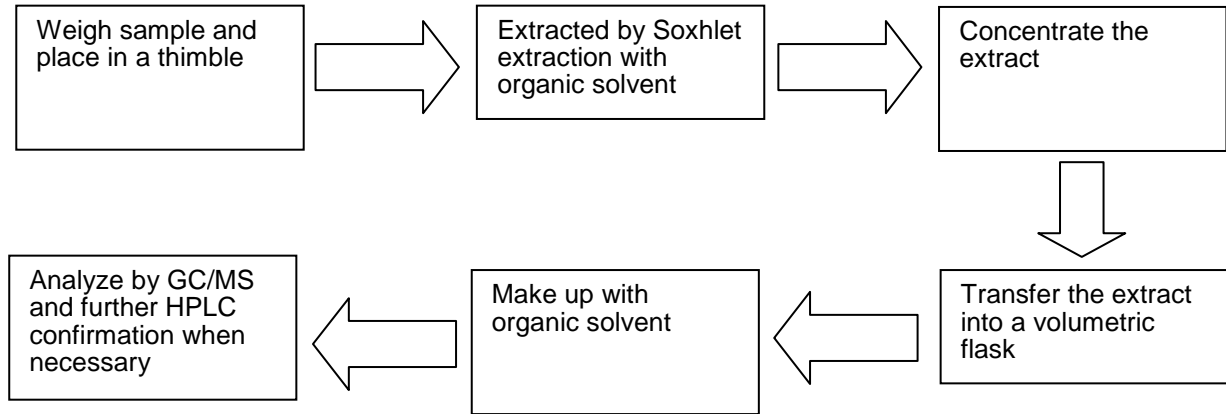 Weigh sample and
place in a thimble
Extracted by Soxhlet
extraction with
organic solvent
Concentrate the
extract
Transfer the extract
into a volumetric
flask
Make up with
organic solvent
Analyze by GC/MS
and further HPLC
confirmation when
necessary